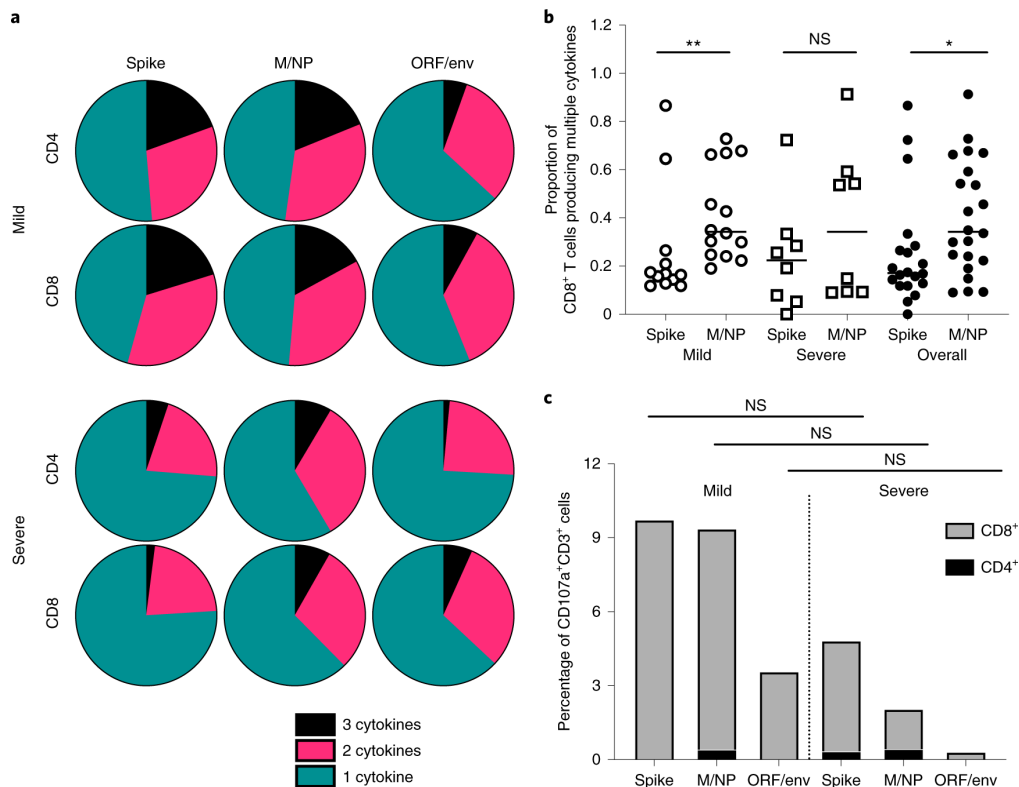 a
Spike M/NP ORF/env
Mild
CD4
CD8
Severe
CD4
CD8
3 cytokines
2 cytokines
1 cytokine
b
Proportion of
CD8⁺ T cells producing multiple cytokines
1.2
1.0
0.8
0.6
0.4
0.2
0
** NS *
Spike M/NP Spike M/NP Spike M/NP
Mild Severe Overall
c
NS
NS
NS
Percentage of CD107a⁺CD3⁺ cells
12
9
6
3
0
Mild Severe
CD8⁺
CD4⁺
Spike M/NP ORF/env Spike M/NP ORF/env